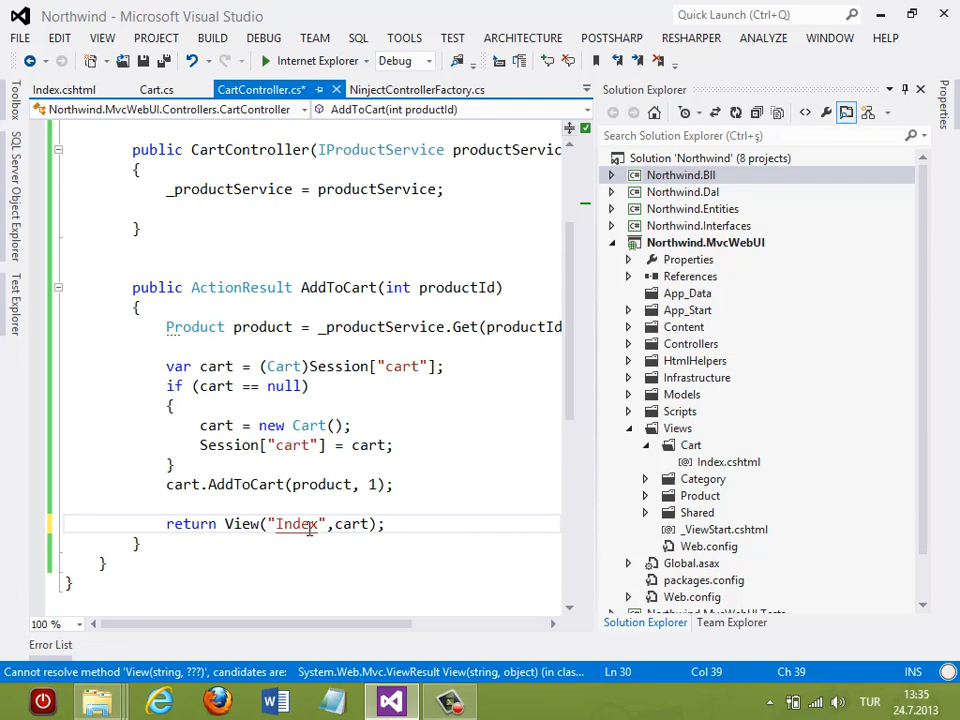 Northwind - Microsoft Visual Studio
Quick Launch (Ctrl+Q)
FILE EDIT VIEW PROJECT BUILD DEBUG TEAM SQL TOOLS TEST ARCHITECTURE POSTSHARP RESHARPER ANALYZE WINDOW HELP
Internet Explorer
Debug
Index.cshtml Cart.cs CartController.cs* NinjectControllerFactory.cs
Northwind.MvcWebUI.Controllers.CartController
AddToCart(int productId)
Toolbox
SQL Server Object Explorer
Test Explorer
public CartController(IProductService productServic
{
_productService = productService;
}
public ActionResult AddToCart(int productId)
{
Product product = _productService.Get(productId
var cart = (Cart)Session["cart"];
if (cart == null)
{
cart = new Cart();
Session["cart"] = cart;
}
cart.AddToCart(product, 1);
return View("Index",cart);
}
}
}
100 %
Solution Explorer
Search Solution Explorer (Ctrl+ş)
Solution 'Northwind' (8 projects)
Northwind.Bll
Northwind.Dal
Northwind.Entities
Northwind.Interfaces
Northwind.MvcWebUI
Properties
References
App_Data
App_Start
Content
Controllers
HtmlHelpers
Infrastructure
Models
Scripts
Views
Cart
Index.cshtml
Category
Product
Shared
_ViewStart.cshtml
Web.config
Global.asax
packages.config
Web.config
Northwind.MvcWebUI.Tests
Solution Explorer Team Explorer
Properties
Error List
Cannot resolve method 'View(string, ???)', candidates are: System.Web.Mvc.ViewResult View(string, object) (in clas...
Ln 30 Col 39 Ch 39 INS
TUR
13:35
24.7.2013